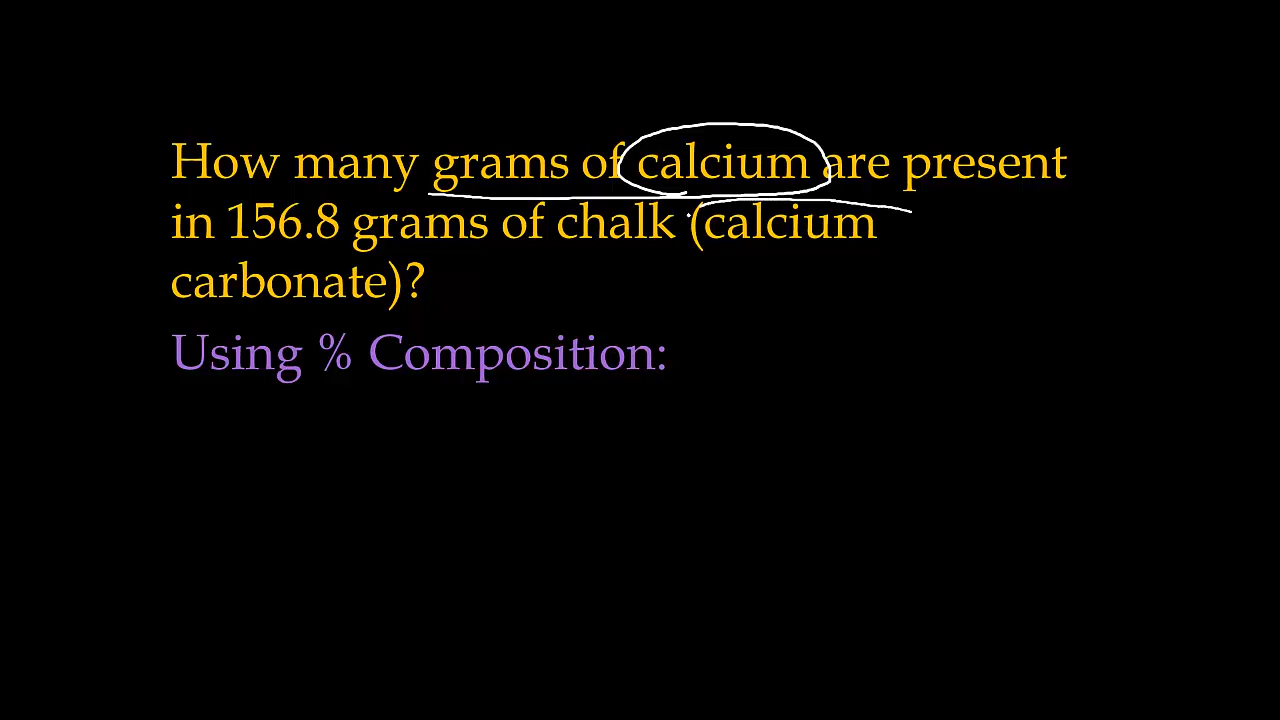 How many grams of calcium are present
in 156.8 grams of chalk (calcium
carbonate)?
Using % Composition: